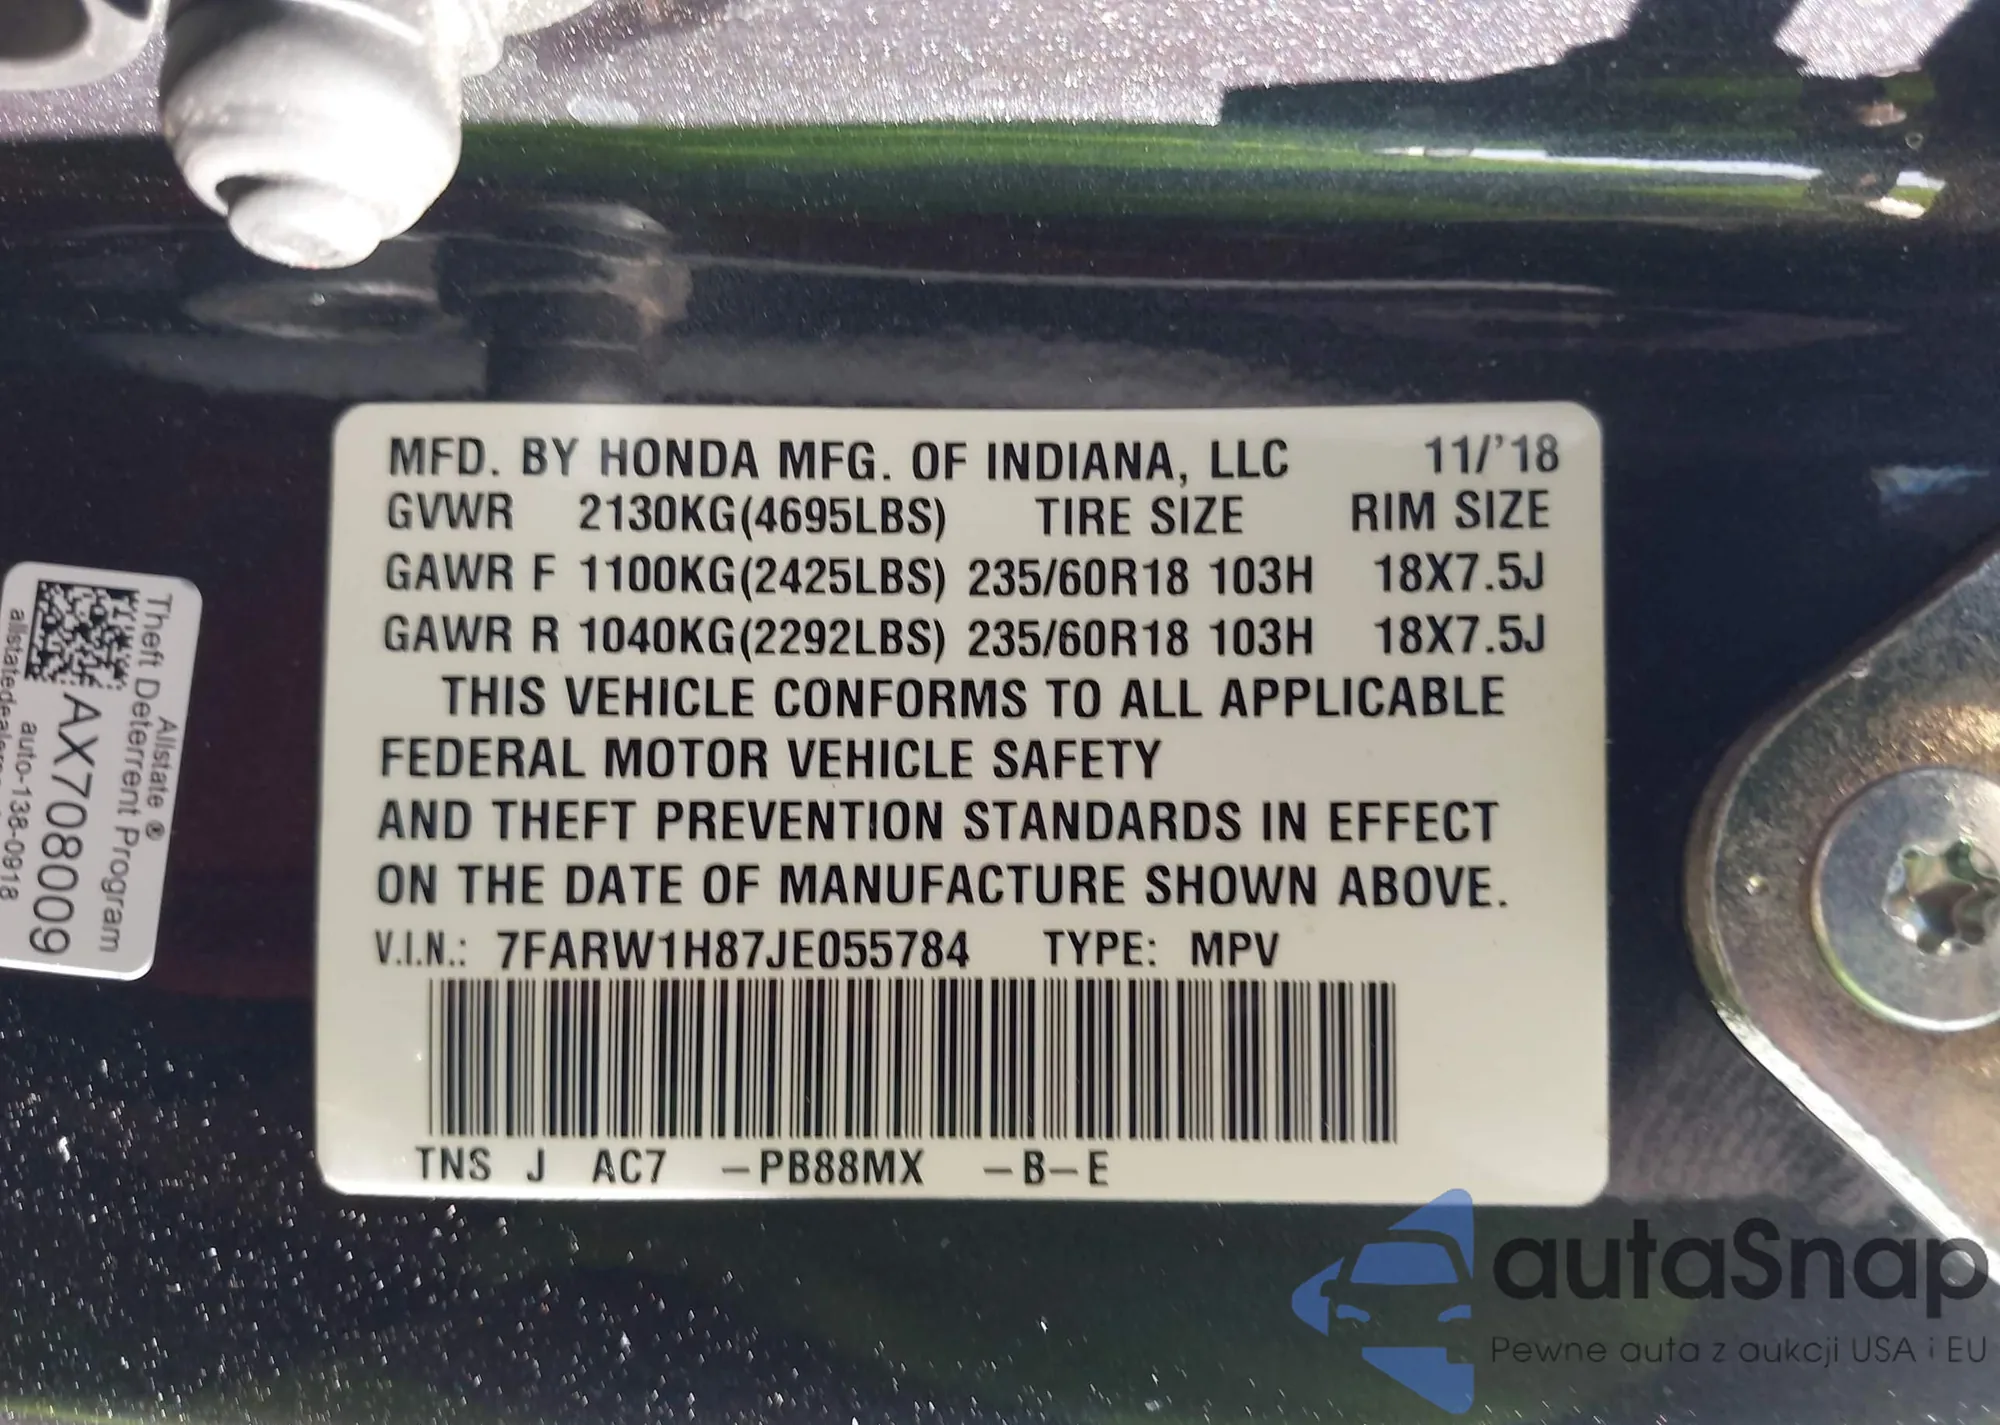 MFD. BY HONDA MFG. OF INDIANA, LLC 11/'18
GVWR 2130KG(4695LBS) TIRE SIZE RIM SIZE
GAWR F 1100KG(2425LBS) 235/60R18 103H 18X7.5J
GAWR R 1040KG(2292LBS) 235/60R18 103H 18X7.5J
THIS VEHICLE CONFORMS TO ALL APPLICABLE
FEDERAL MOTOR VEHICLE SAFETY
AND THEFT PREVENTION STANDARDS IN EFFECT
ON THE DATE OF MANUFACTURE SHOWN ABOVE.
V.I.N.: 7FARW1H87JE055784 TYPE: MPV
TNS J AC7 –PB88MX –B–E
Allstate ®
Theft Deterrent Program
AX7080009
auto-138-0918
autaSnap
Pewne auta z aukcji USA i EU